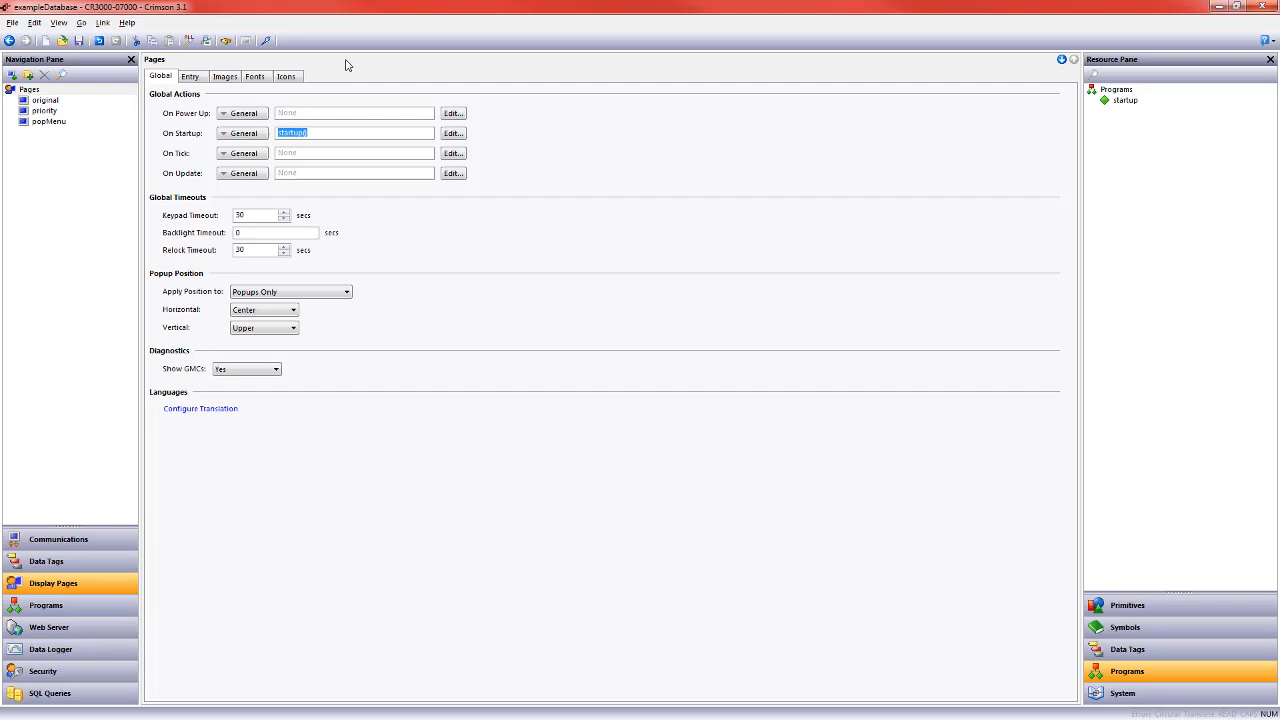 exampleDatabase - CR3000-07000 - Crimson 3.1
File Edit View Go Link Help
Navigation Pane
Pages
original
priority
popMenu
Communications
Data Tags
Display Pages
Programs
Web Server
Data Logger
Security
SQL Queries
Pages
Global Entry Images Fonts Icons
Global Actions
On Power Up: General None Edit...
On Startup: General startup() Edit...
On Tick: General None Edit...
On Update: General None Edit...
Global Timeouts
Keypad Timeout: 30 secs
Backlight Timeout: 0 secs
Relock Timeout: 30 secs
Popup Position
Apply Position to: Popups Only
Horizontal: Center
Vertical: Upper
Diagnostics
Show GMCs: Yes
Languages
Configure Translation
Resource Pane
Programs
startup
Primitives
Symbols
Data Tags
Programs
System
Errors Circular Translate READ CAPS NUM